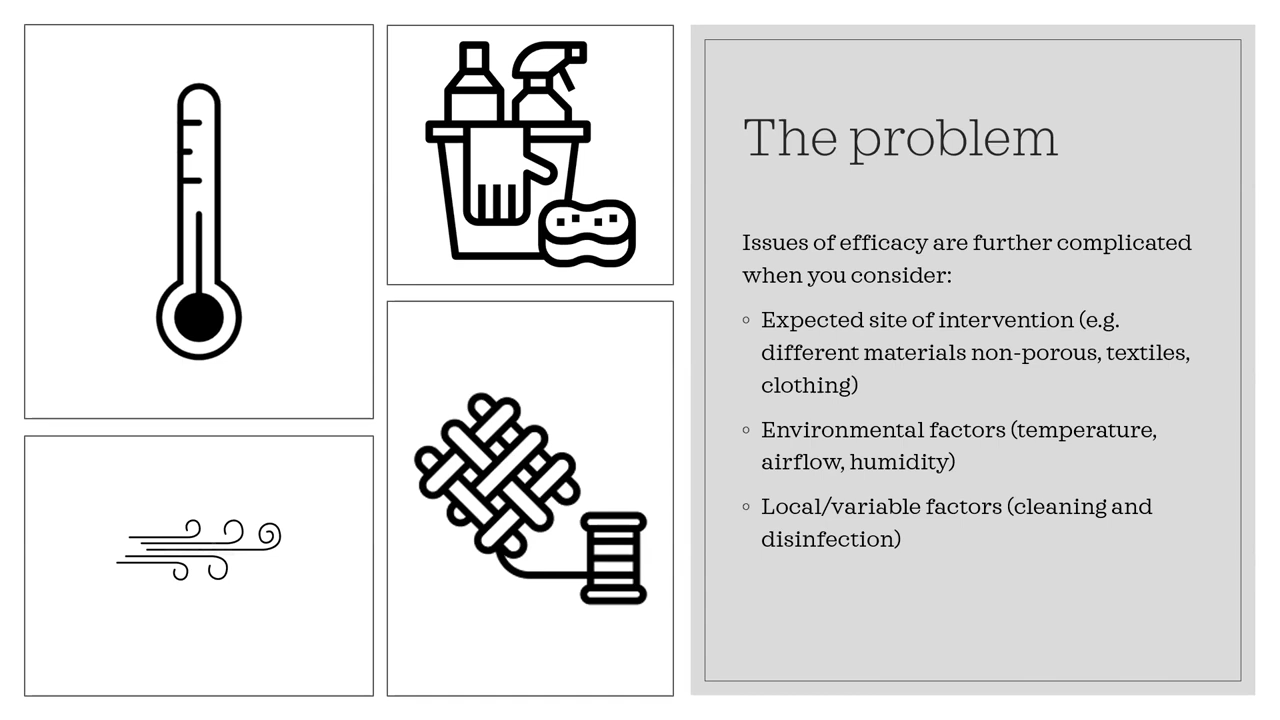 The problem
Issues of efficacy are further complicated
when you consider:
○ Expected site of intervention (e.g.
different materials non-porous, textiles,
clothing)
○ Environmental factors (temperature,
airflow, humidity)
○ Local/variable factors (cleaning and
disinfection)